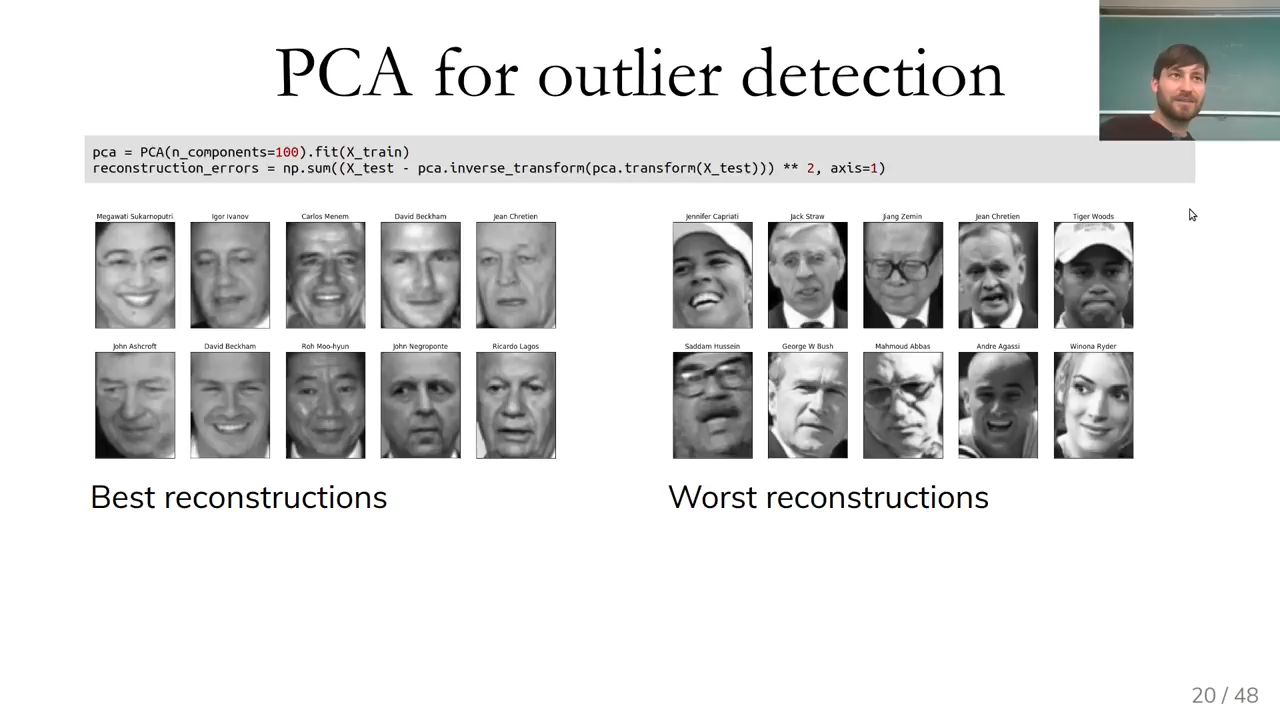 PCA for outlier detection
pca = PCA(n_components=100).fit(X_train)
reconstruction_errors = np.sum((X_test - pca.inverse_transform(pca.transform(X_test))) ** 2, axis=1)
Megawati Sukarnoputri Igor Ivanov Carlos Menem David Beckham Jean Chretien
John Ashcroft David Beckham Roh Moo-hyun John Negroponte Ricardo Lagos
Best reconstructions
Jennifer Capriati Jack Straw Jiang Zemin Jean Chretien Tiger Woods
Saddam Hussein George W Bush Mahmoud Abbas Andre Agassi Winona Ryder
Worst reconstructions
20 / 48